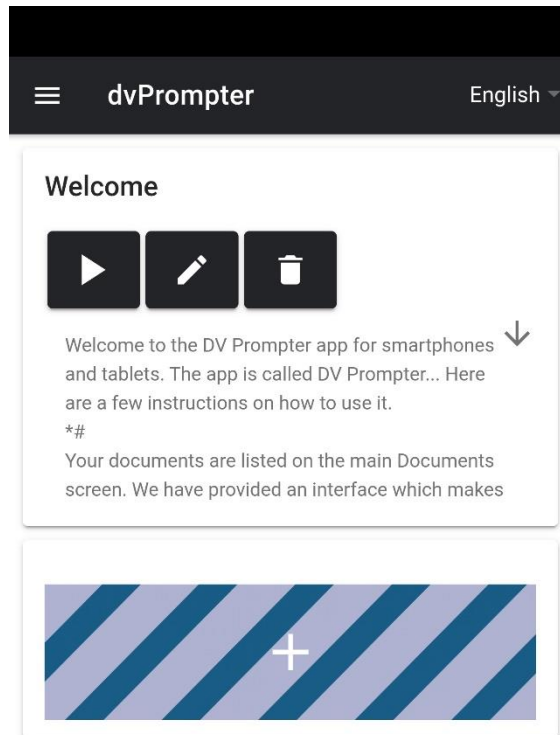 dvPrompter
English
Welcome
Welcome to the DV Prompter app for smartphones
and tablets. The app is called DV Prompter... Here
are a few instructions on how to use it.
*#
Your documents are listed on the main Documents
screen. We have provided an interface which makes